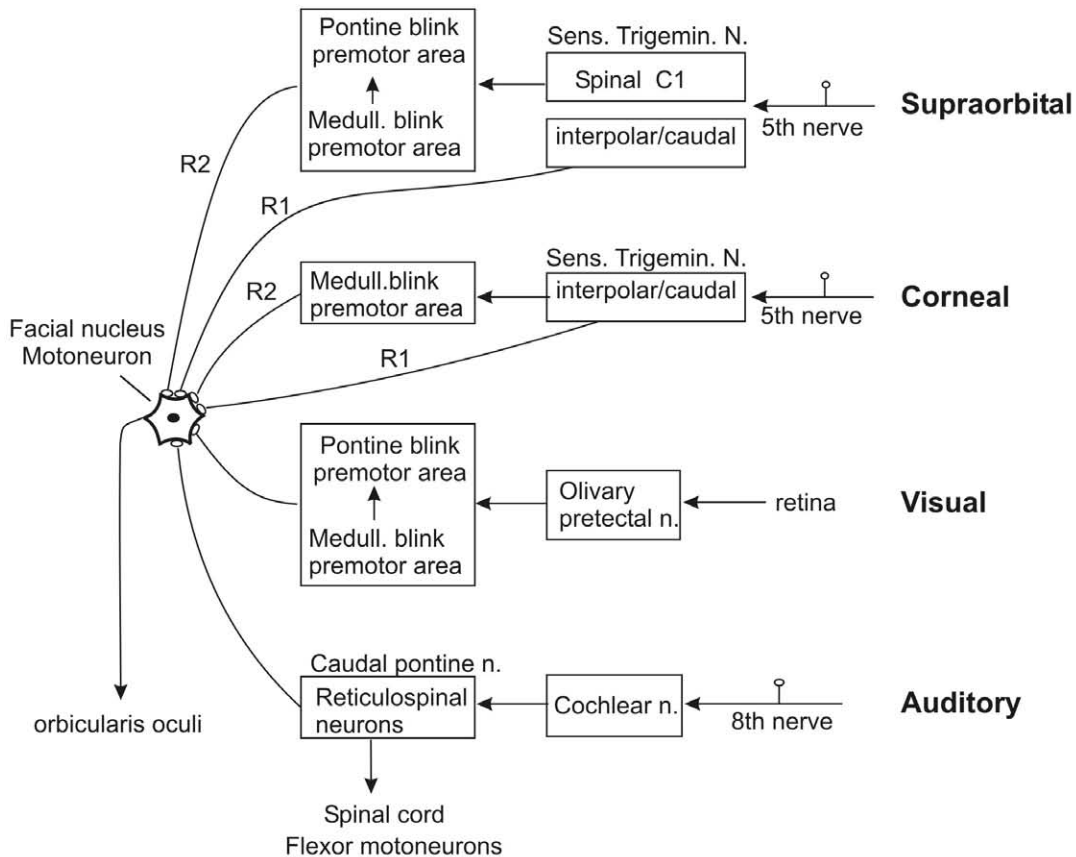 Pontine blink
premotor area
Medull. blink
premotor area
Sens. Trigemin. N.
Spinal C1
interpolar/caudal
5th nerve
Supraorbital
R2
R1
Medull.blink
premotor area
Sens. Trigemin. N.
interpolar/caudal
5th nerve
Corneal
R2
R1
Facial nucleus
Motoneuron
Pontine blink
premotor area
Medull. blink
premotor area
Olivary
pretectal n.
retina
Visual
Caudal pontine n.
Reticulospinal
neurons
Cochlear n.
8th nerve
Auditory
orbicularis oculi
Spinal cord
Flexor motoneurons